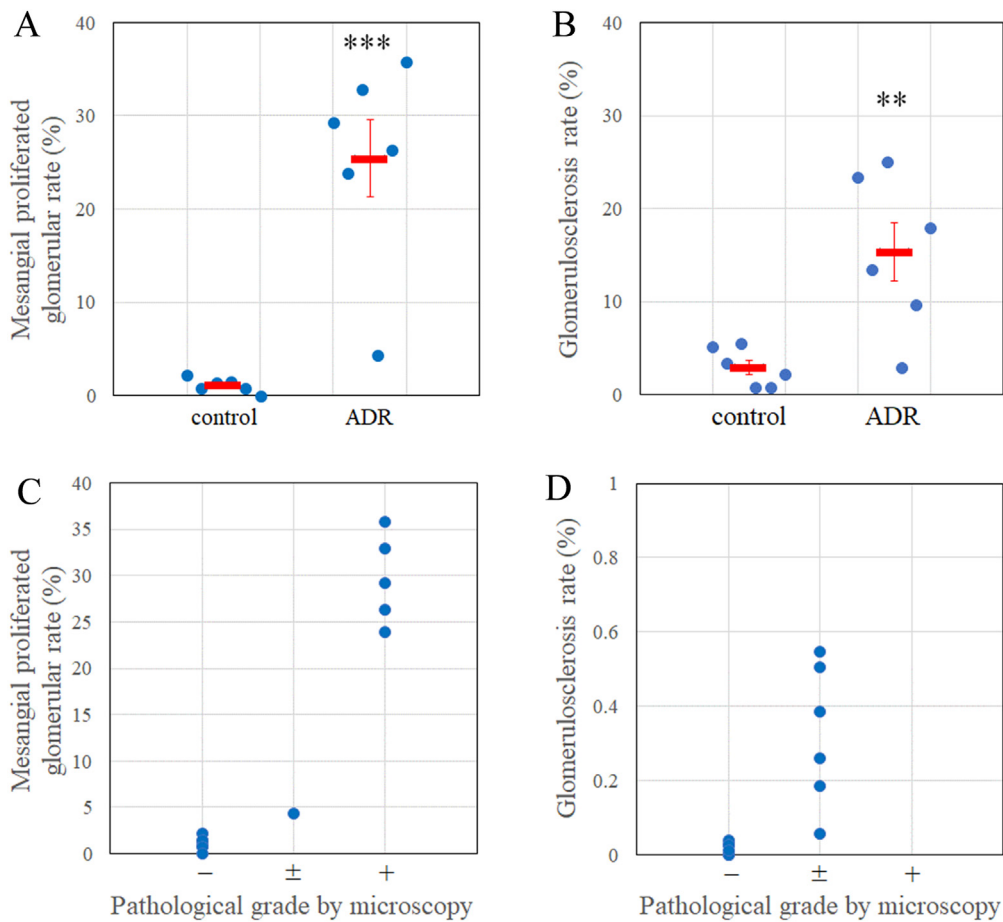 A
Mesangial proliferated
glomerular rate (%)
40
30
20
10
0
***
control
ADR
B
Glomerulosclerosis rate (%)
40
30
20
10
0
**
control
ADR
C
Mesangial proliferated
glomerular rate (%)
40
35
30
25
20
15
10
5
0
− ± +
Pathological grade by microscopy
D
Glomerulosclerosis rate (%)
1
0.8
0.6
0.4
0.2
0
− ± +
Pathological grade by microscopy